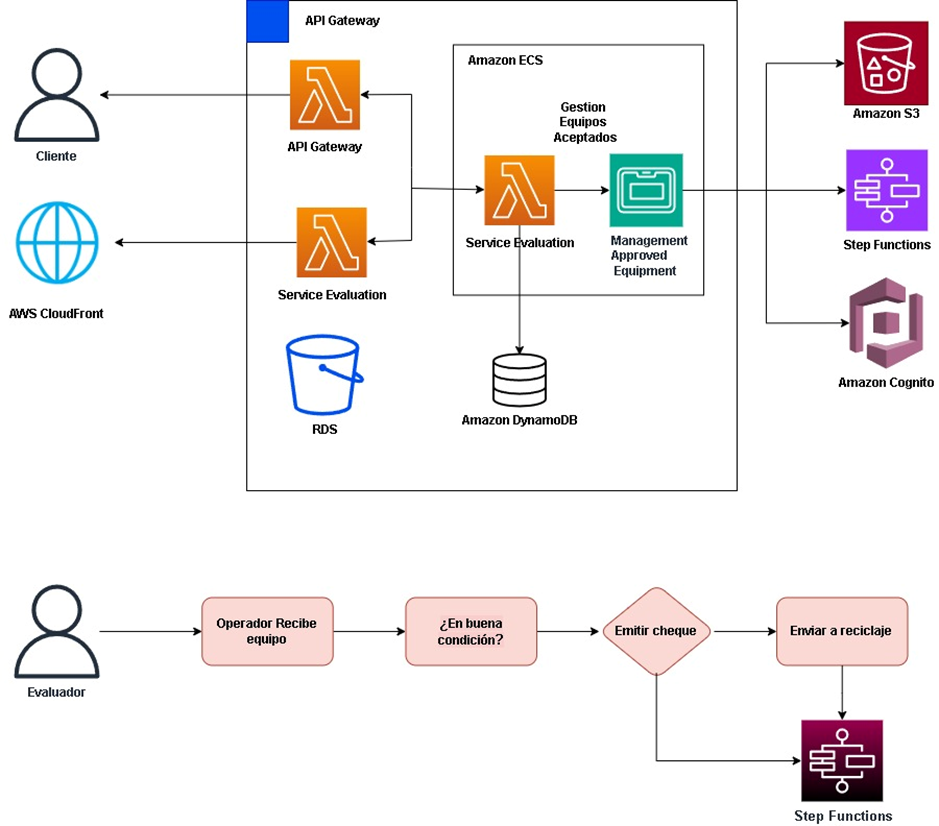 API Gateway
Amazon ECS
Gestion
Equipos
Aceptados
Cliente
API Gateway
Amazon S3
Service Evaluation
Management
Approved
Equipment
Step Functions
AWS CloudFront
Service Evaluation
RDS
Amazon DynamoDB
Amazon Cognito
Evaluador
Operador Recibe
equipo
¿En buena
condición?
Emitir cheque
Enviar a reciclaje
Step Functions